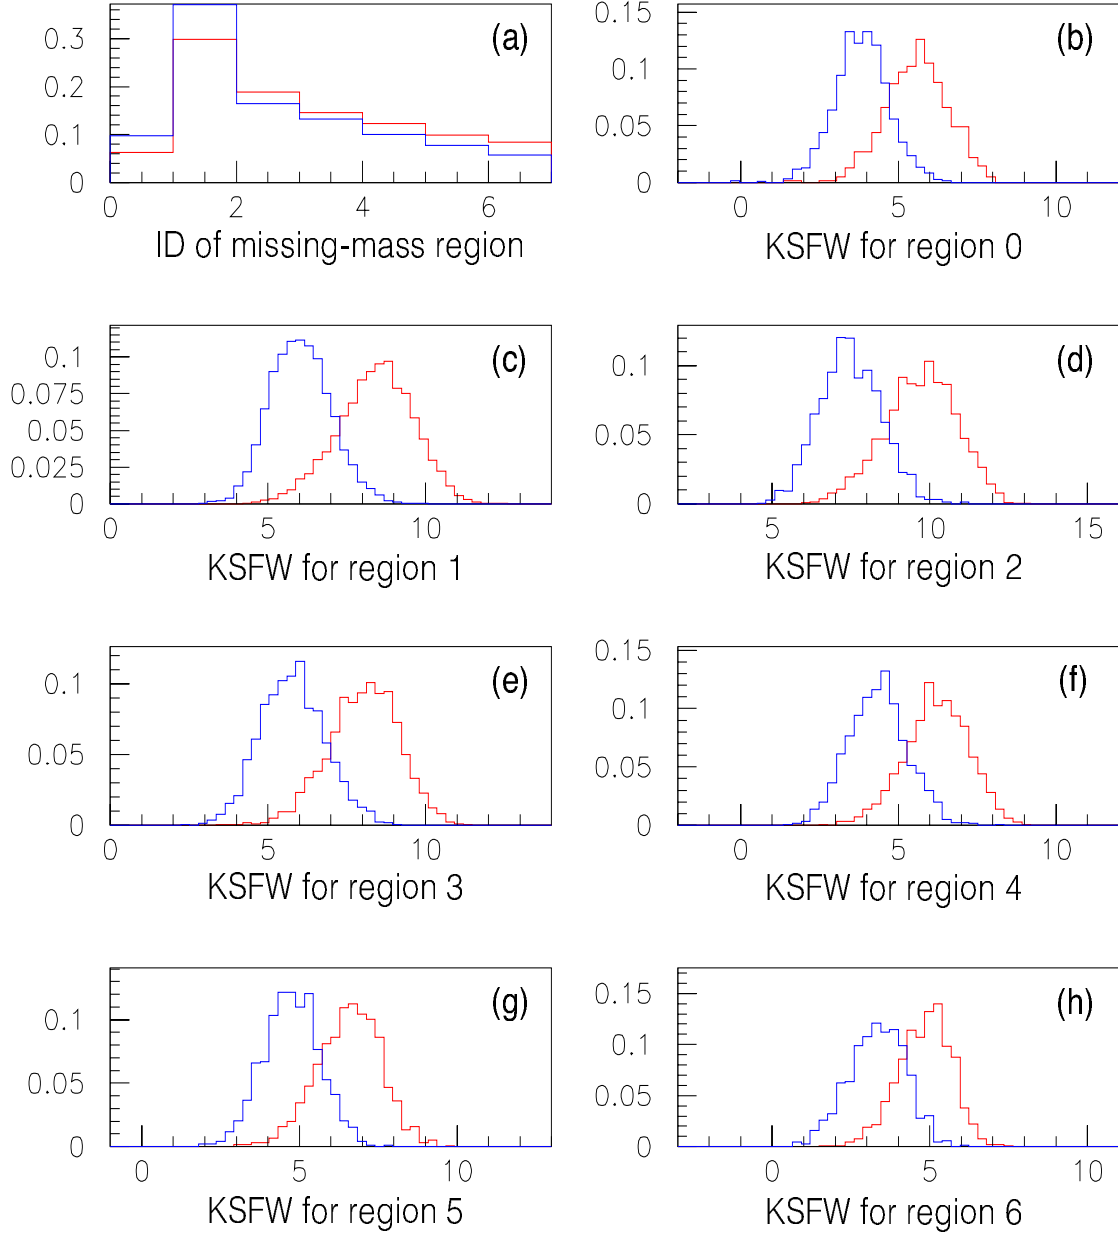 0.3
0.2
0.1
0
(a)
0 2 4 6
ID of missing-mass region
0.15
0.1
0.05
0
(b)
0 5 10
KSFW for region 0
0.1
0.075
0.05
0.025
0
(c)
0 5 10
KSFW for region 1
0.1
0.05
0
(d)
5 10 15
KSFW for region 2
0.1
0.05
0
(e)
0 5 10
KSFW for region 3
0.15
0.1
0.05
0
(f)
0 5 10
KSFW for region 4
0.1
0.05
0
(g)
0 5 10
KSFW for region 5
0.15
0.1
0.05
0
(h)
0 5 10
KSFW for region 6